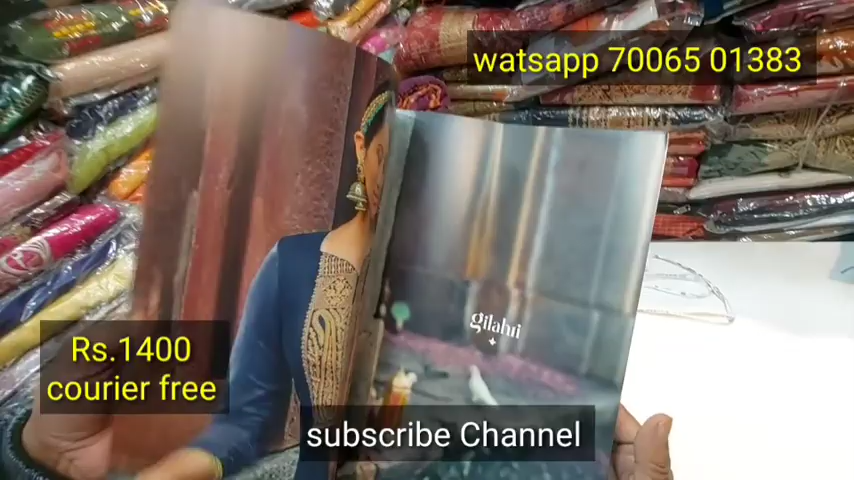 watsapp 70065 01383
gilahri
Rs.1400
courier free
subscribe Channel